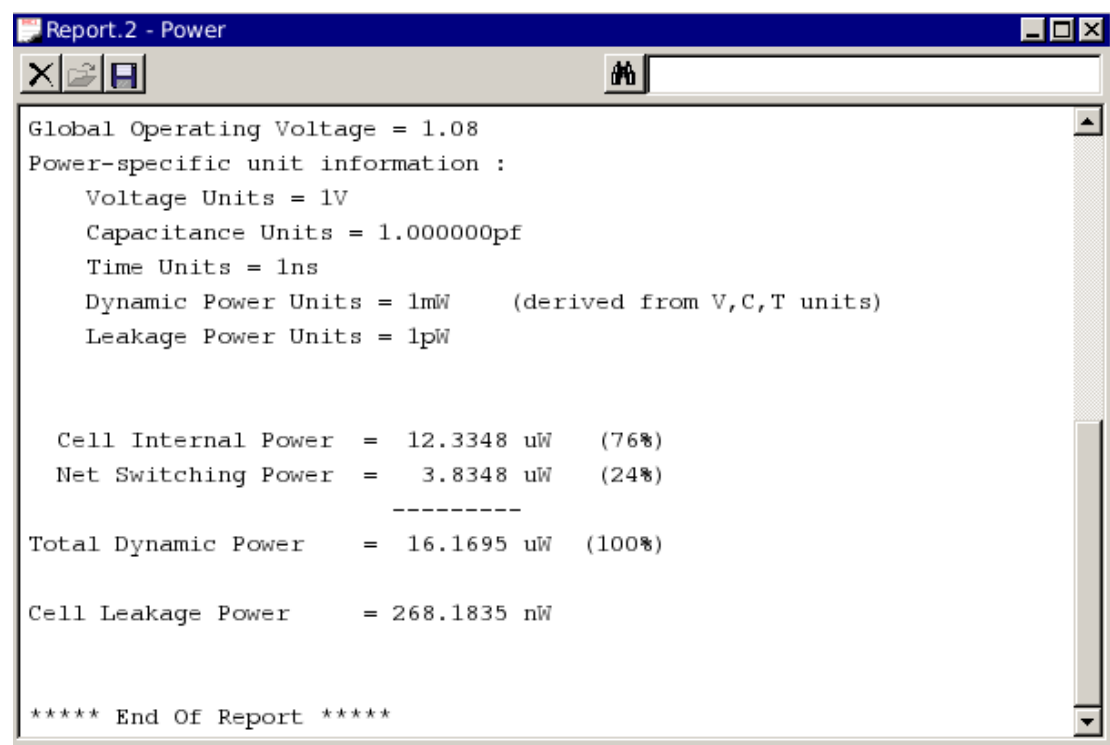 Report.2 - Power
Global Operating Voltage = 1.08
Power-specific unit information :
    Voltage Units = 1V
    Capacitance Units = 1.000000pf
    Time Units = 1ns
    Dynamic Power Units = 1mW    (derived from V,C,T units)
    Leakage Power Units = 1pW
  Cell Internal Power  =  12.3348 uW   (76%)
  Net Switching Power  =   3.8348 uW   (24%)
                         ---------
Total Dynamic Power    =  16.1695 uW  (100%)
Cell Leakage Power     = 268.1835 nW
***** End Of Report *****